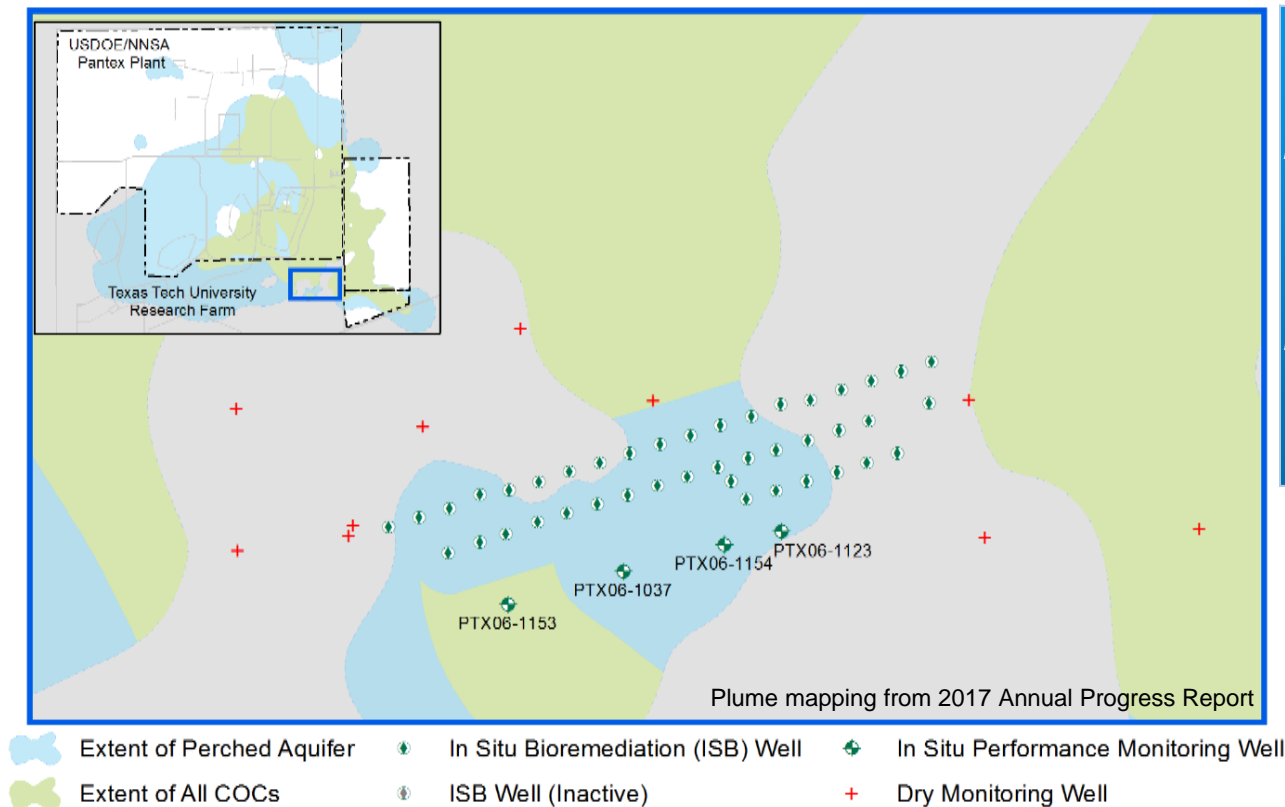 USDOE/NNSA
Pantex Plant
Texas Tech University
Research Farm
PTX06-1123
PTX06-1154
PTX06-1037
PTX06-1153
Plume mapping from 2017 Annual Progress Report
Extent of Perched Aquifer
In Situ Bioremediation (ISB) Well
In Situ Performance Monitoring Well
Extent of All COCs
ISB Well (Inactive)
Dry Monitoring Well